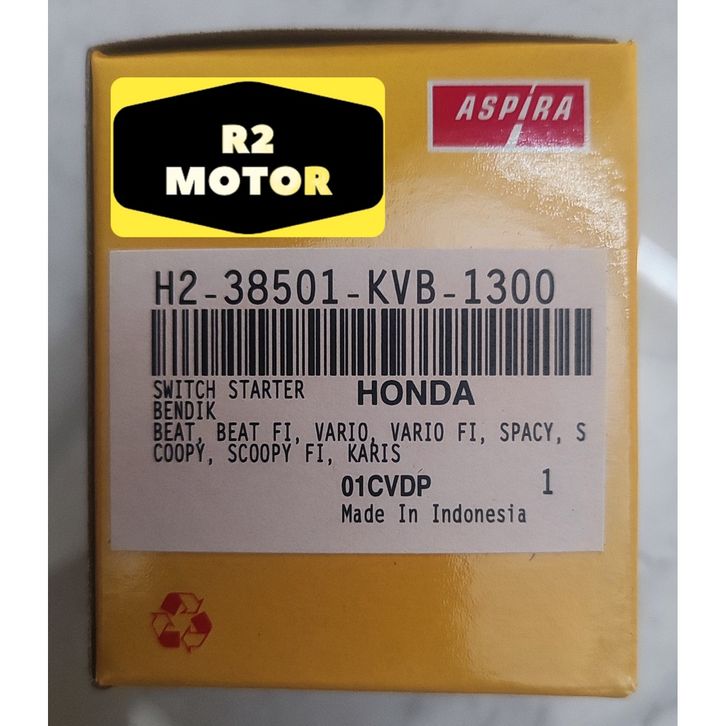 R2
MOTOR
ASPIRA
H2-38501-KVB-1300
SWITCH STARTER HONDA
BENDIK
BEAT, BEAT FI, VARIO, VARIO FI, SPACY, S
COOPY, SCOOPY FI, KARIS
01CVDP 1
Made In Indonesia